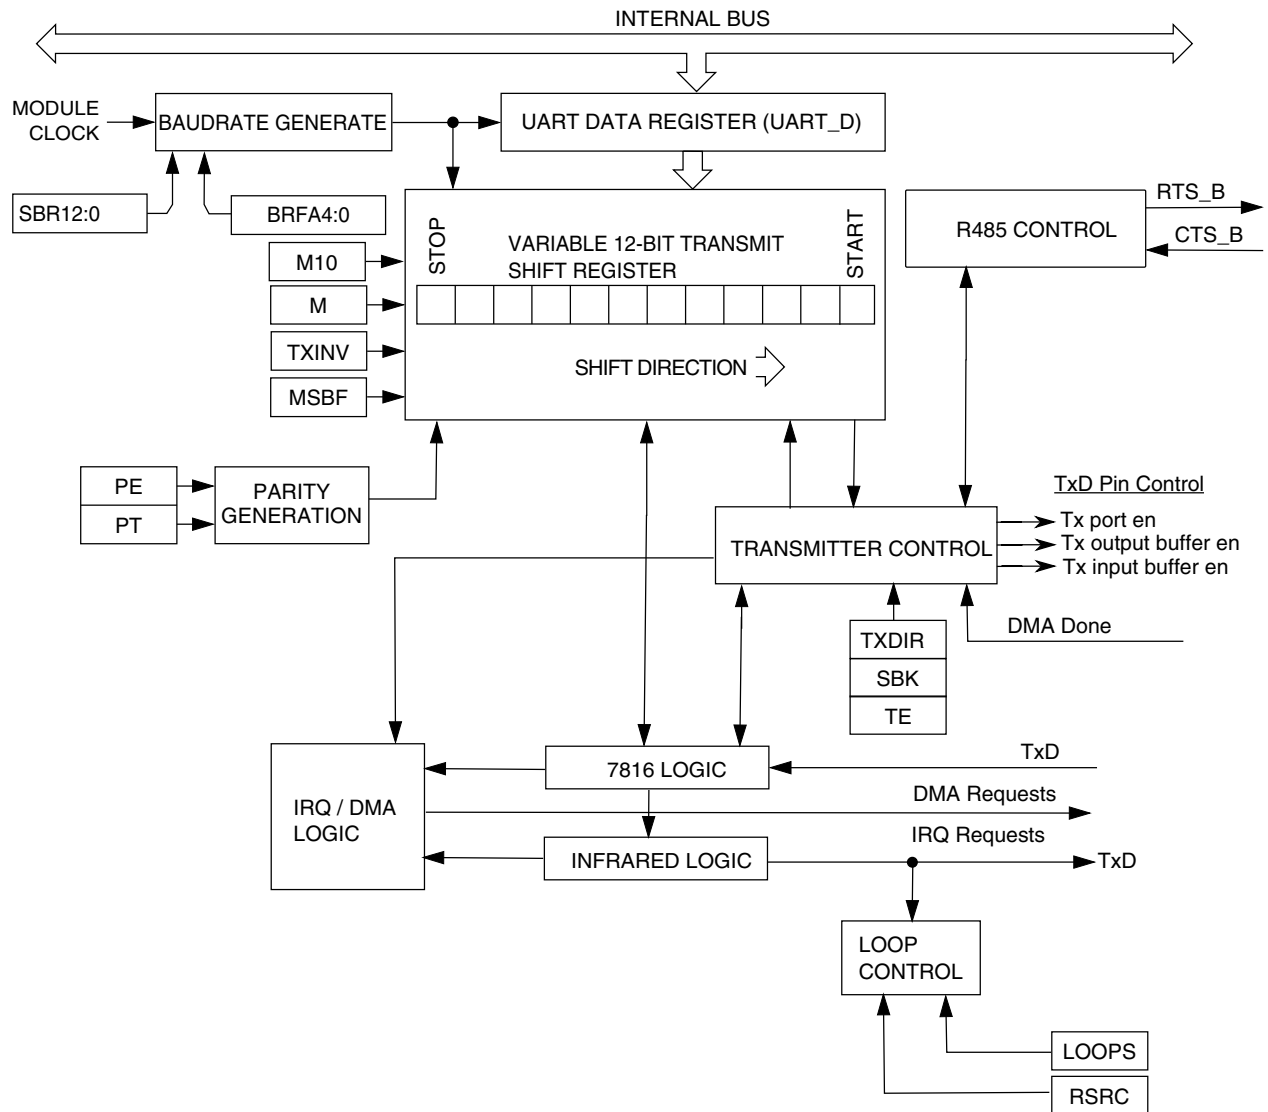 INTERNAL BUS
MODULE
CLOCK
BAUDRATE GENERATE
UART DATA REGISTER (UART_D)
SBR12:0
BRFA4:0
STOP
VARIABLE 12-BIT TRANSMIT
SHIFT REGISTER
START
R485 CONTROL
RTS_B
CTS_B
M10
M
TXINV
MSBF
SHIFT DIRECTION
PE
PT
PARITY
GENERATION
TRANSMITTER CONTROL
TxD Pin Control
Tx port en
Tx output buffer en
Tx input buffer en
TXDIR
SBK
TE
DMA Done
IRQ / DMA
LOGIC
7816 LOGIC
TxD
DMA Requests
INFRARED LOGIC
IRQ Requests
TxD
LOOP
CONTROL
LOOPS
RSRC